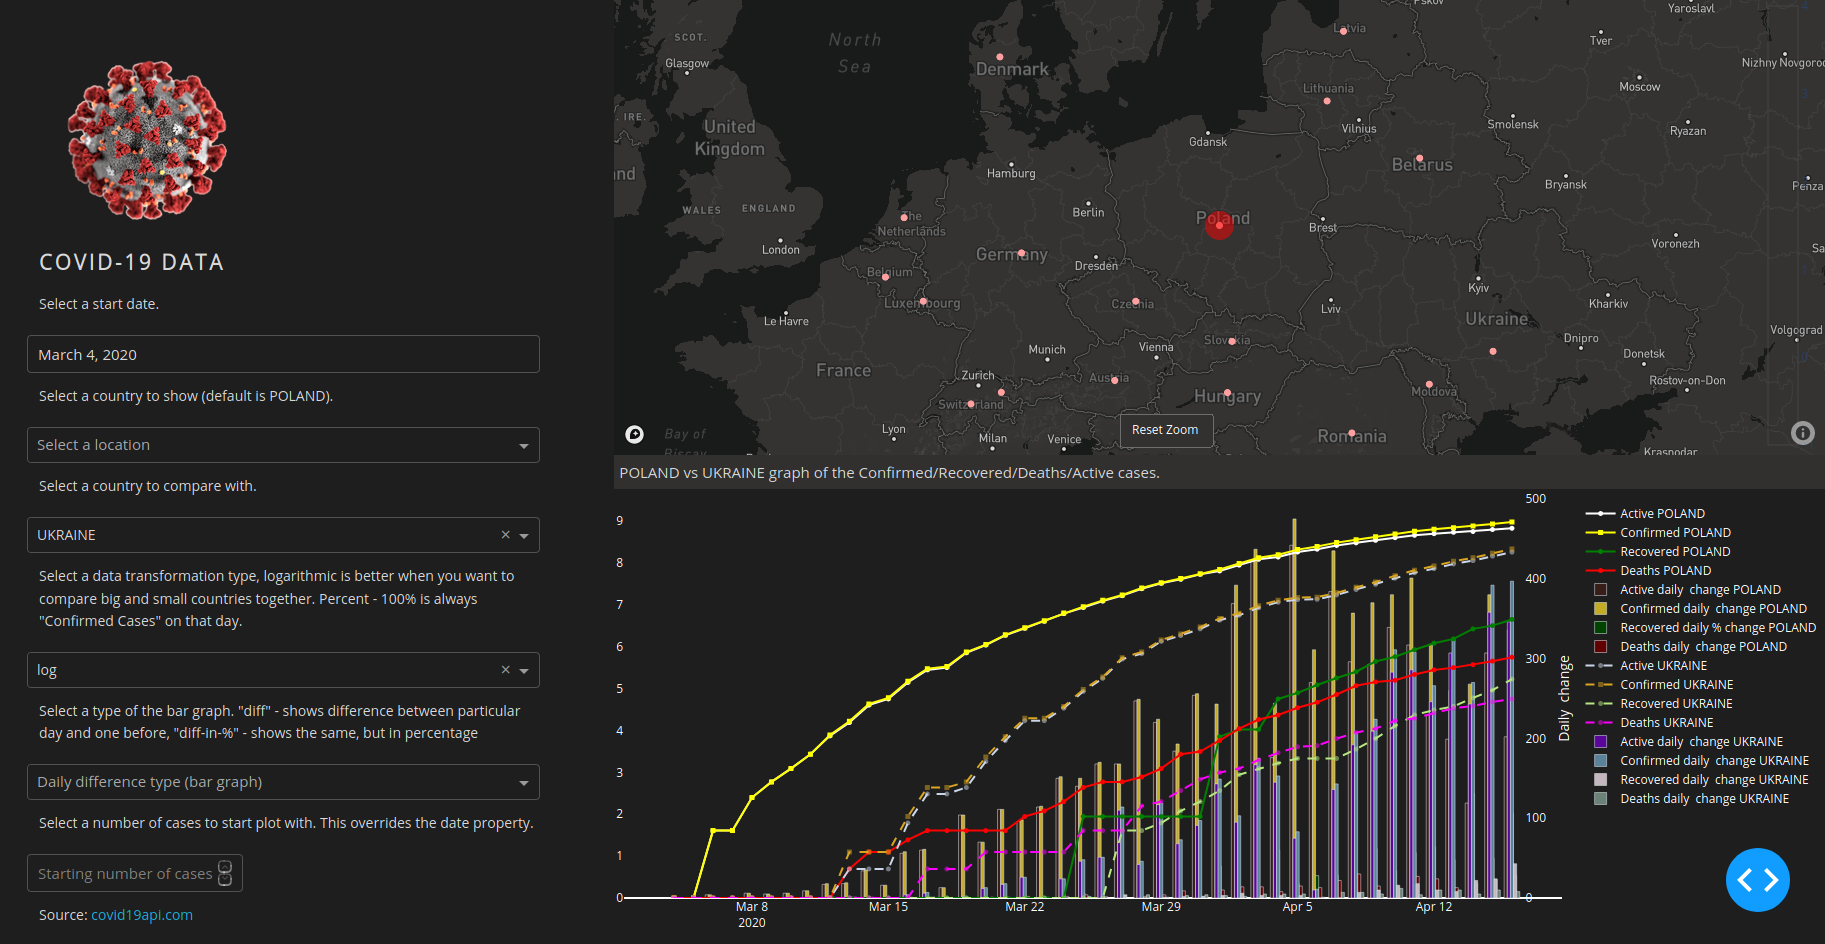 COVID-19 DATA
Select a start date.
March 4, 2020
Select a country to show (default is POLAND).
Select a location
Select a country to compare with.
UKRAINE
×
Select a data transformation type, logarithmic is better when you want to
compare big and small countries together. Percent - 100% is always
"Confirmed Cases" on that day.
log
×
Select a type of the bar graph. "diff" - shows difference between particular
day and one before, "diff-in-%" - shows the same, but in percentage
Daily difference type (bar graph)
Select a number of cases to start plot with. This overrides the date property.
Starting number of cases
Source: covid19api.com
Pskov
Yaroslavl
SCOT.
North
Sea
Latvia
Tver
Glasgow
Denmark
Nizhny Novgorod
Moscow
Lithuania
. IRE.
United
Kingdom
Vilnius
Smolensk
Ryazan
Gdansk
Belarus
Hamburg
nd
Bryansk
Penza
WALES
ENGLAND
Berlin
Poland
The
Netherlands
Brest
London
Germany
Voronezh
Sa
Dresden
Belgium
Kyiv
Luxembourg
Czechia
Lviv
Kharkiv
Le Havre
Ukraine
Volgograd
Munich
Vienna
Slovakia
Dnipro
Donetsk
France
Zurich
Austria
Rostov-on-Don
Switzerland
Hungary
Moldova
Lyon
Milan
Venice
Reset Zoom
Bay of
Biscay
Romania
Krasnodar
POLAND vs UKRAINE graph of the Confirmed/Recovered/Deaths/Active cases.
9
8
7
6
5
4
3
2
1
0
Mar 8
2020
Mar 15
Mar 22
Mar 29
Apr 5
Apr 12
500
400
300
200
100
0
Daily change
Active POLAND
Confirmed POLAND
Recovered POLAND
Deaths POLAND
Active daily change POLAND
Confirmed daily change POLAND
Recovered daily % change POLAND
Deaths daily change POLAND
Active UKRAINE
Confirmed UKRAINE
Recovered UKRAINE
Deaths UKRAINE
Active daily change UKRAINE
Confirmed daily change UKRAINE
Recovered daily change UKRAINE
Deaths daily change UKRAINE